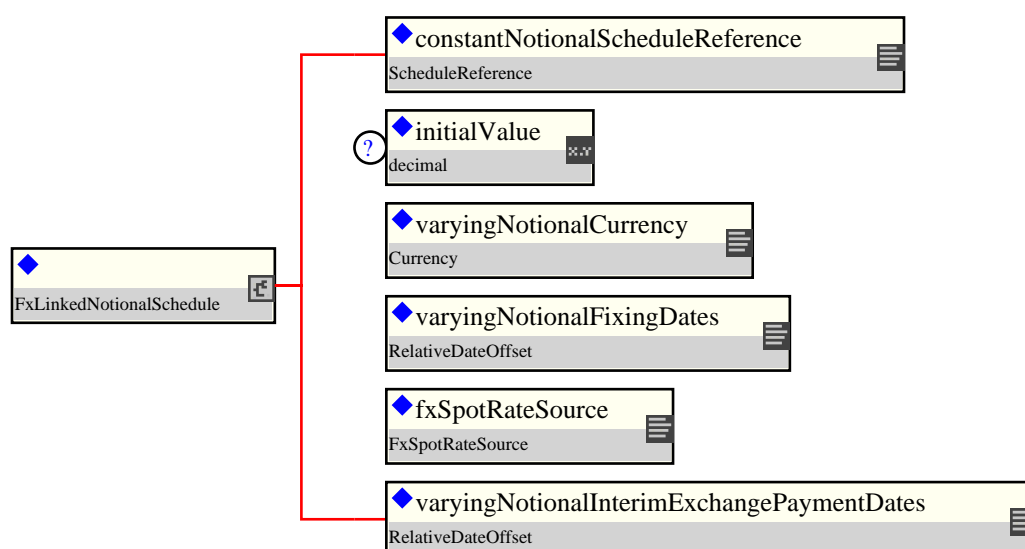 constantNotionalScheduleReference
ScheduleReference
?
initialValue
x.Y
decimal
varyingNotionalCurrency
Currency
FxLinkedNotionalSchedule
varyingNotionalFixingDates
RelativeDateOffset
fxSpotRateSource
FxSpotRateSource
varyingNotionalInterimExchangePaymentDates
RelativeDateOffset